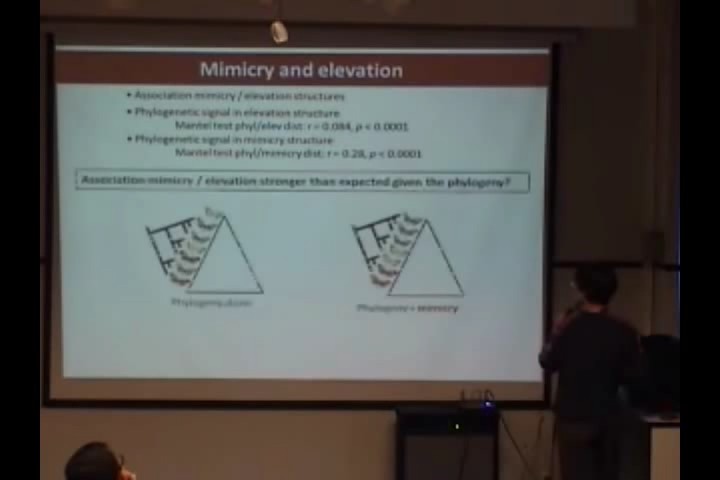 Mimicry and elevation
• Association mimicry / elevation structures
• Phylogenetic signal in elevation structure
Mantel test phyl/elev dist: r = 0.084, p < 0.0001
• Phylogenetic signal in mimicry structure
Mantel test phyl/mimicry dist: r = 0.28, p < 0.0001
Association mimicry / elevation stronger than expected given the phylogeny?
Phylogeny alone
Phylogeny + mimicry